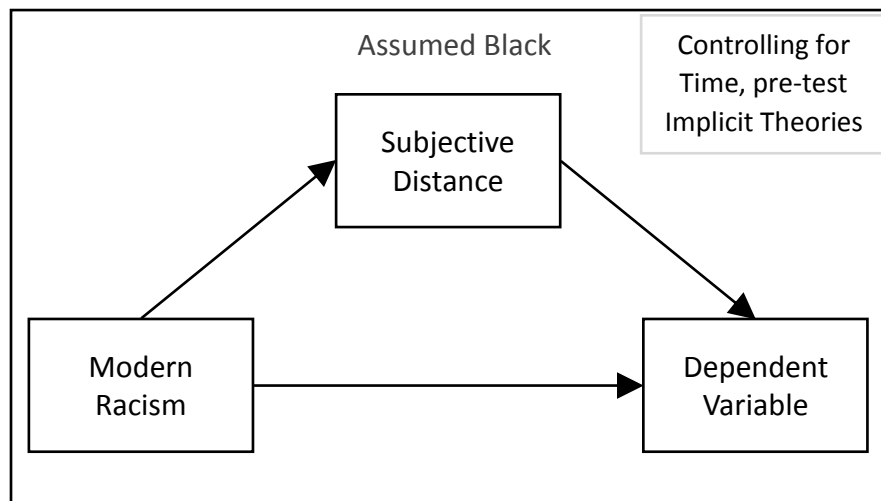 Assumed Black
Controlling for
Time, pre-test
Implicit Theories
Subjective
Distance
Modern
Racism
Dependent
Variable